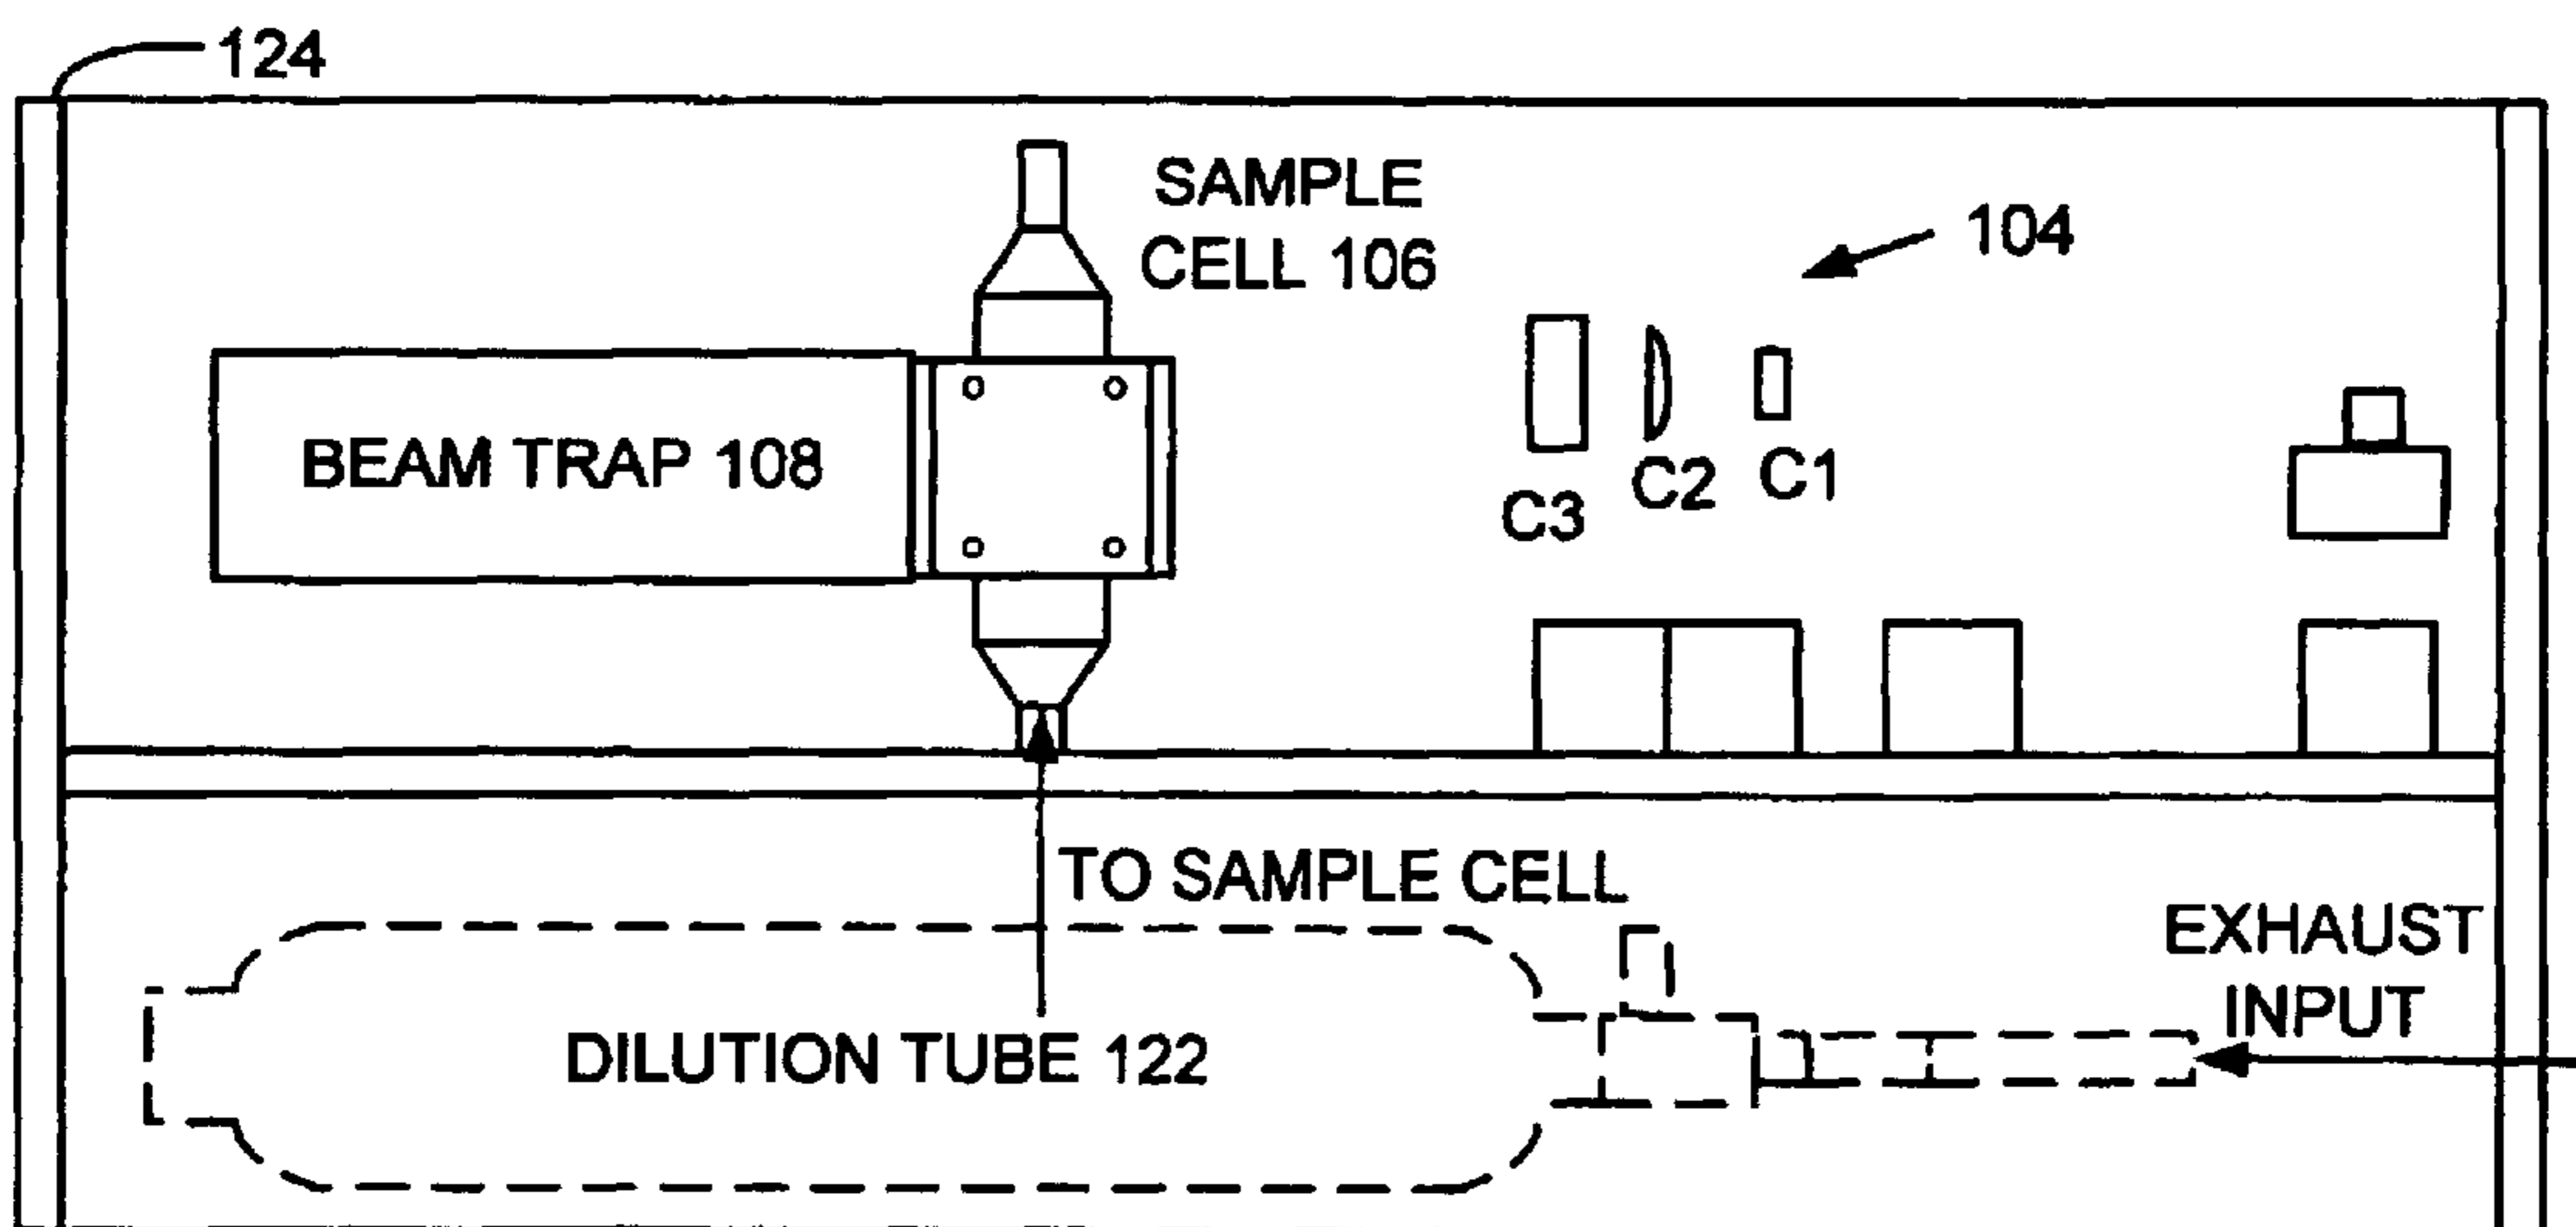 124
SAMPLE
CELL 106
104
BEAM TRAP 108
C3
C2
C1
TO SAMPLE CELL
EXHAUST
INPUT
DILUTION TUBE 122